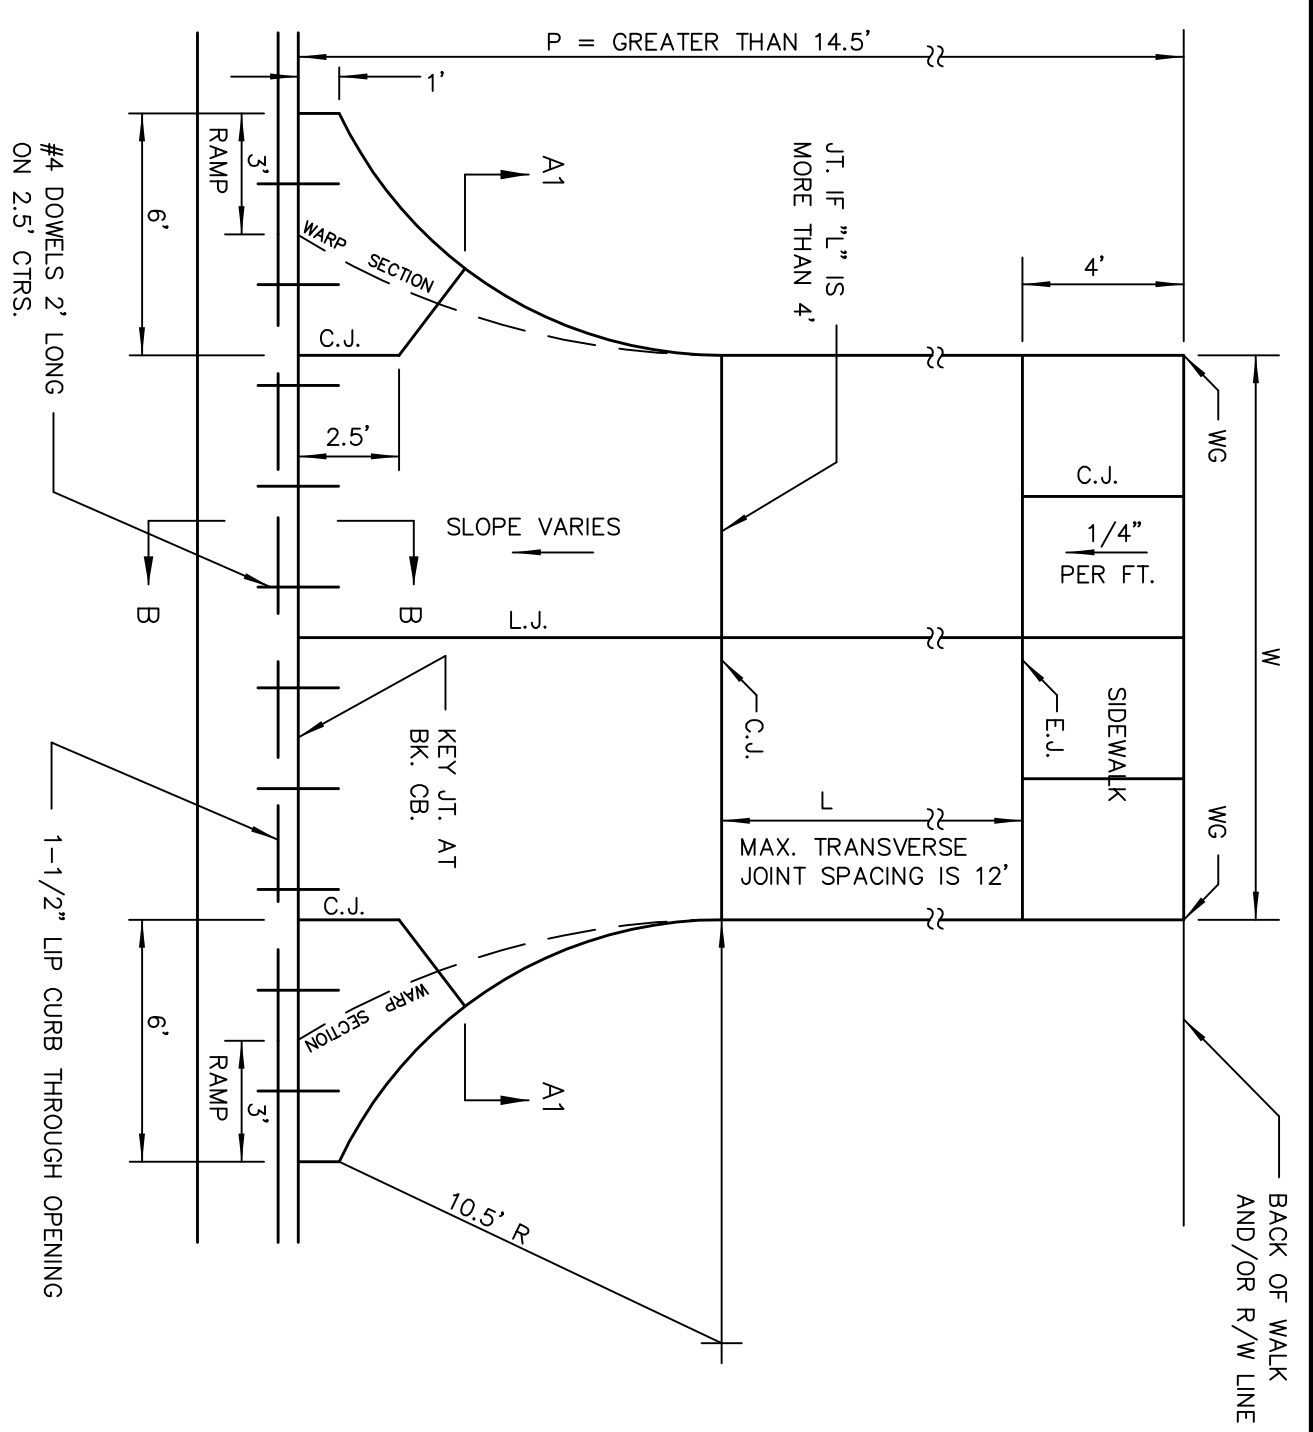 P = GREATER THAN 14.5'
1'
A1
JT. IF "L" IS
MORE THAN 4'
4'
3'
RAMP
6'
#4 DOWELS 2' LONG
ON 2.5' CTRS.
WARP SECTION
C.J.
2.5'
WG
C.J.
SLOPE VARIES
1/4"
PER FT.
B
B
L.J.
W
KEY JT. AT
BK. CB.
C.J.
E.J.
SIDEWALK
L
MAX. TRANSVERSE
JOINT SPACING IS 12'
WG
1-1/2" LIP CURB THROUGH OPENING
C.J.
WARP SECTION
6'
3'
RAMP
A1
10.5' R
BACK OF WALK
AND/OR R/W LINE